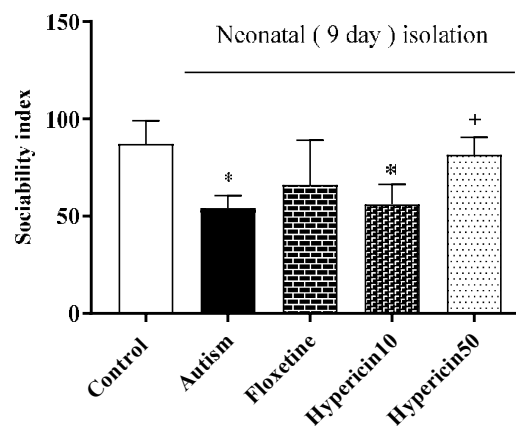 Neonatal ( 9 day ) isolation
Sociability index
150
100
50
0
*
*
+
Control
Autism
Floxetine
Hypericin10
Hypericin50